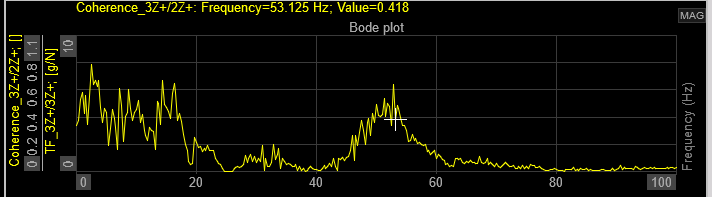 Coherence_3Z+/2Z+: Frequency=53.125 Hz; Value=0.418
MAG
Bode plot
Coherence_3Z+/2Z+; []
0 0.2 0.4 0.6 0.8 1.1
TF_3Z+/3Z+; [g/N]
0 10
Frequency (Hz)
0 20 40 60 80 100